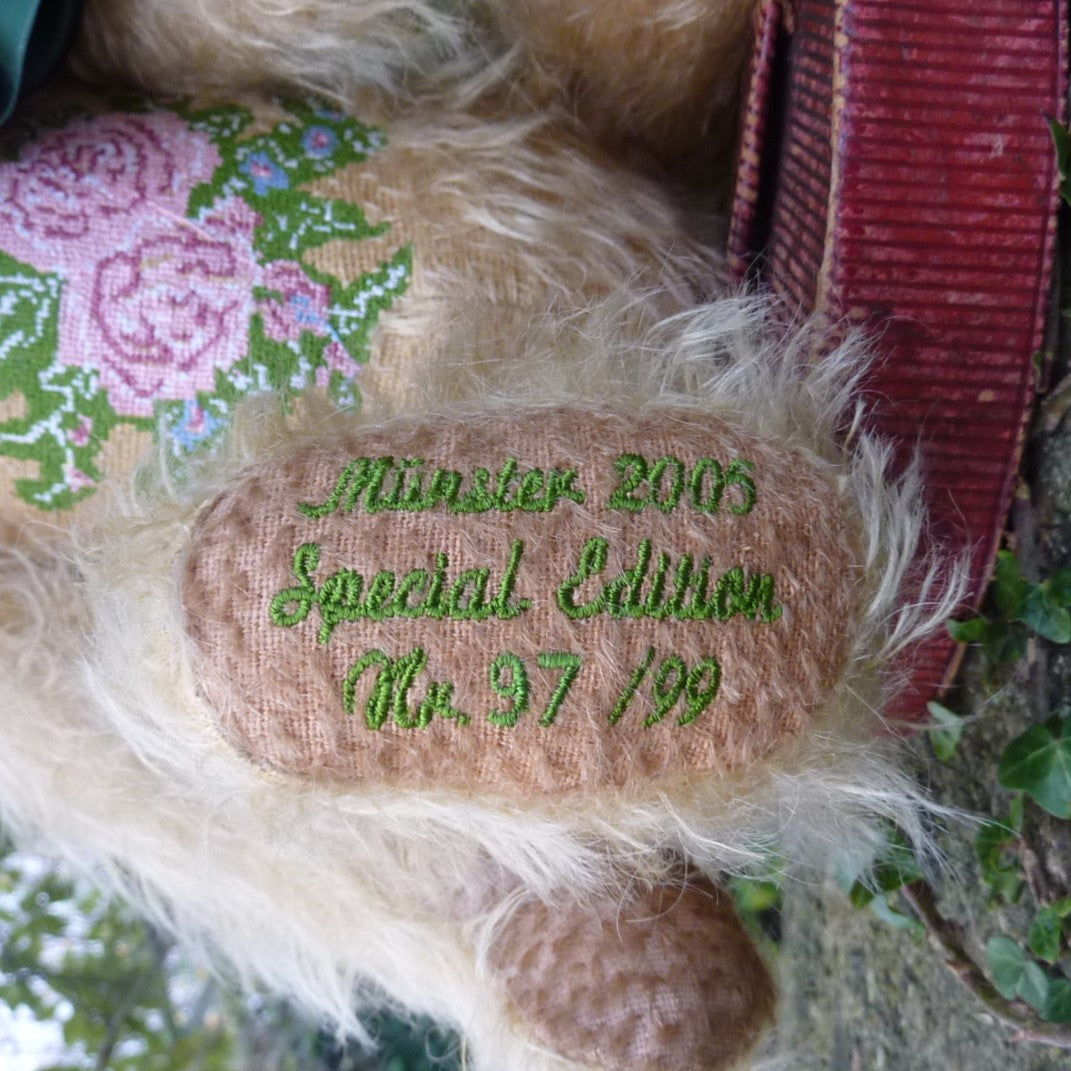 Münster 2005
Special Edition
Nr. 97 /99